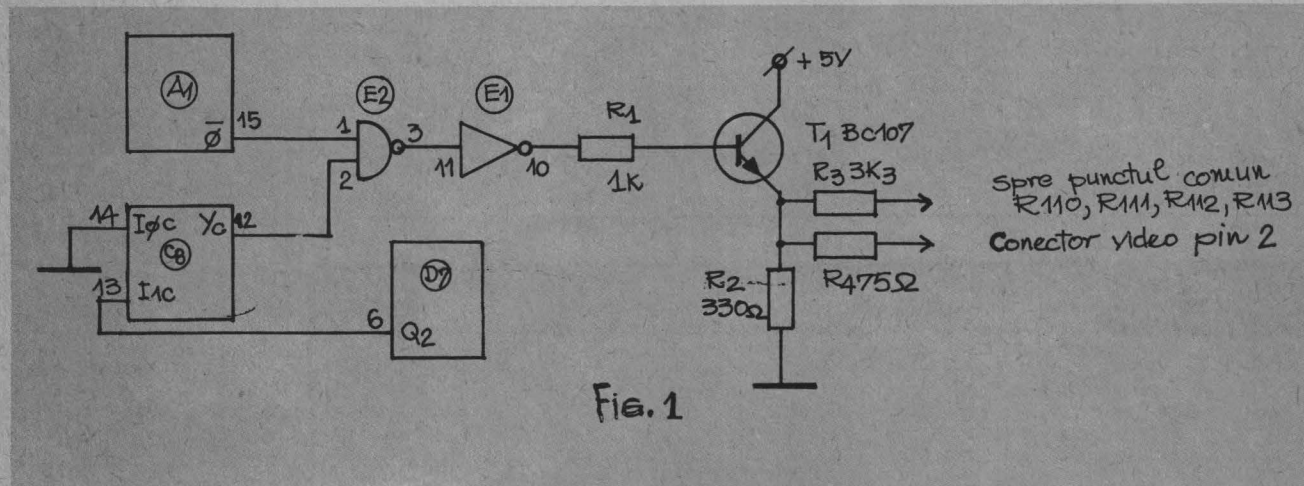 A1
φ̅
15
E2
1
2
3
E1
11
10
R1
1K
+5V
T1 BC107
R3 3K3
spre punctul comun
R110, R111, R112, R113
Conector video pin 2
R4 75Ω
R2
330Ω
14
IφC YC
12
C8
13
I1C
D7
6
Q2
Fig. 1